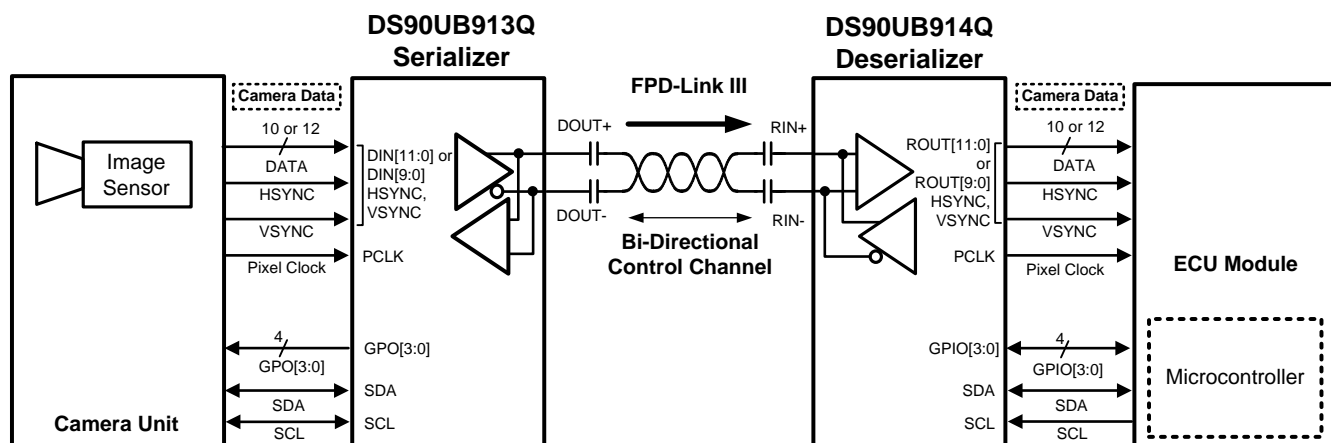 DS90UB913Q
Serializer
DS90UB914Q
Deserializer
Camera Data
FPD-Link III
Camera Data
10 or 12
DATA
HSYNC
VSYNC
Pixel Clock
Image
Sensor
DIN[11:0] or
DIN[9:0]
HSYNC,
VSYNC
PCLK
DOUT+
DOUT-
RIN+
RIN-
Bi-Directional
Control Channel
ROUT[11:0]
or
ROUT[9:0]
HSYNC,
VSYNC
PCLK
10 or 12
DATA
HSYNC
VSYNC
Pixel Clock
ECU Module
4
GPO[3:0]
SDA
SCL
GPO[3:0]
SDA
SCL
Camera Unit
GPIO[3:0]
SDA
SCL
4
GPIO[3:0]
SDA
SCL
Microcontroller